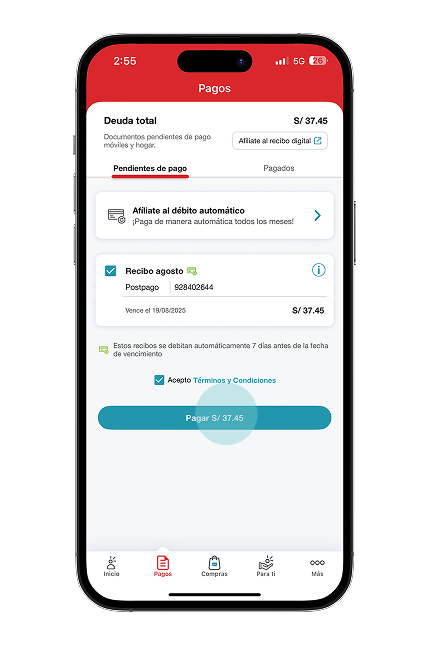 2:55
5G 26
Pagos
Deuda total
S/ 37.45
Documentos pendientes de pago
móviles y hogar.
Afíliate al recibo digital
Pendientes de pago
Pagados
Afíliate al débito automático
¡Paga de manera automática todos los meses!
Recibo agosto
Postpago
928402644
Vence el 19/08/2025
S/ 37.45
Estos recibos se debitan automáticamente 7 días antes de la fecha
de vencimiento
Acepto Términos y Condiciones
Pagar S/ 37.45
Inicio
Pagos
Compras
Para ti
Más